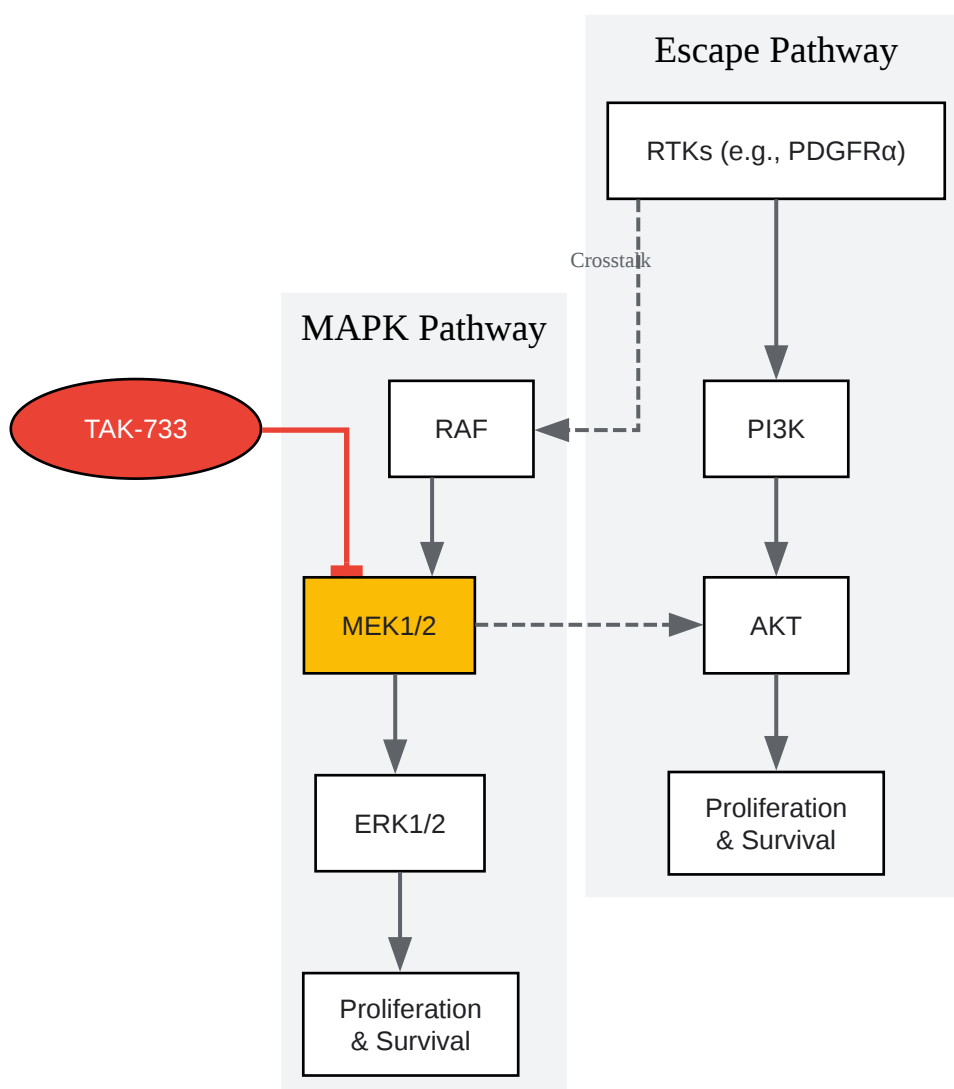 Escape Pathway
RTKs (e.g., PDGFRα)
Crosstalk
MAPK Pathway
TAK-733
RAF
PI3K
MEK1/2
AKT
ERK1/2
Proliferation
& Survival
Proliferation
& Survival